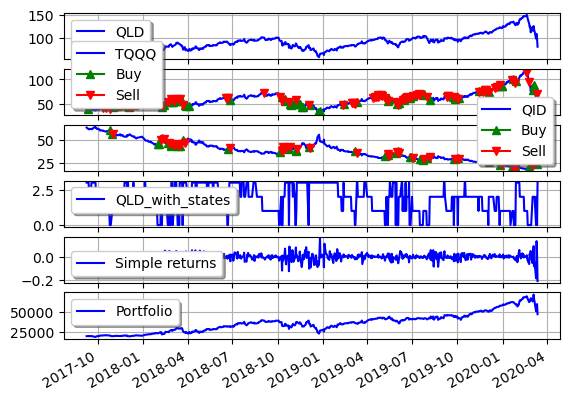 150
100
QLD
TQQQ
Buy
Sell
100
50
QID
Buy
Sell
50
25
2.5
0.0
QLD_with_states
0.0
−0.2
Simple returns
50000
25000
Portfolio
2017-10
2018-01
2018-04
2018-07
2018-10
2019-01
2019-04
2019-07
2019-10
2020-01
2020-04